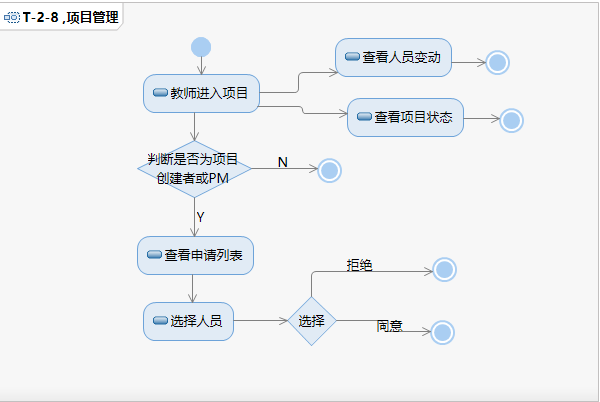 T-2-8 ,项目管理
查看人员变动
教师进入项目
查看项目状态
判断是否为项目
创建者或PM
N
Y
查看申请列表
拒绝
选择人员
选择
同意